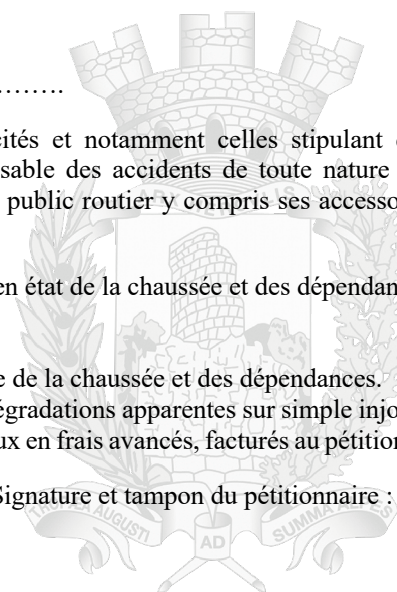 …….
cités et notamment celles stipulant
sable des accidents de toute nature
public routier y compris ses accesso
en état de la chaussée et des dépendan
e de la chaussée et des dépendances.
égradations apparentes sur simple injo
ux en frais avancés, facturés au pétition
Signature et tampon du pétitionnaire :
TROPÆA AUGUSTI
AD
SUMMA ALPES